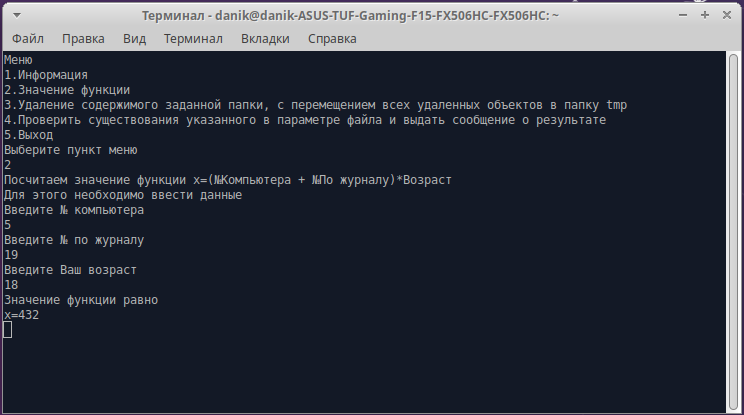 Терминал - danik@danik-ASUS-TUF-Gaming-F15-FX506HC-FX506HC: ~
Файл Правка Вид Терминал Вкладки Справка
Меню
1.Информация
2.Значение функции
3.Удаление содержимого заданной папки, с перемещением всех удаленных объектов в папку tmp
4.Проверить существования указанного в параметре файла и выдать сообщение о результате
5.Выход
Выберите пункт меню
2
Посчитаем значение функции x=(№Компьютера + №По журналу)*Возраст
Для этого необходимо ввести данные
Введите № компьютера
5
Введите № по журналу
19
Введите Ваш возраст
18
Значение функции равно
x=432